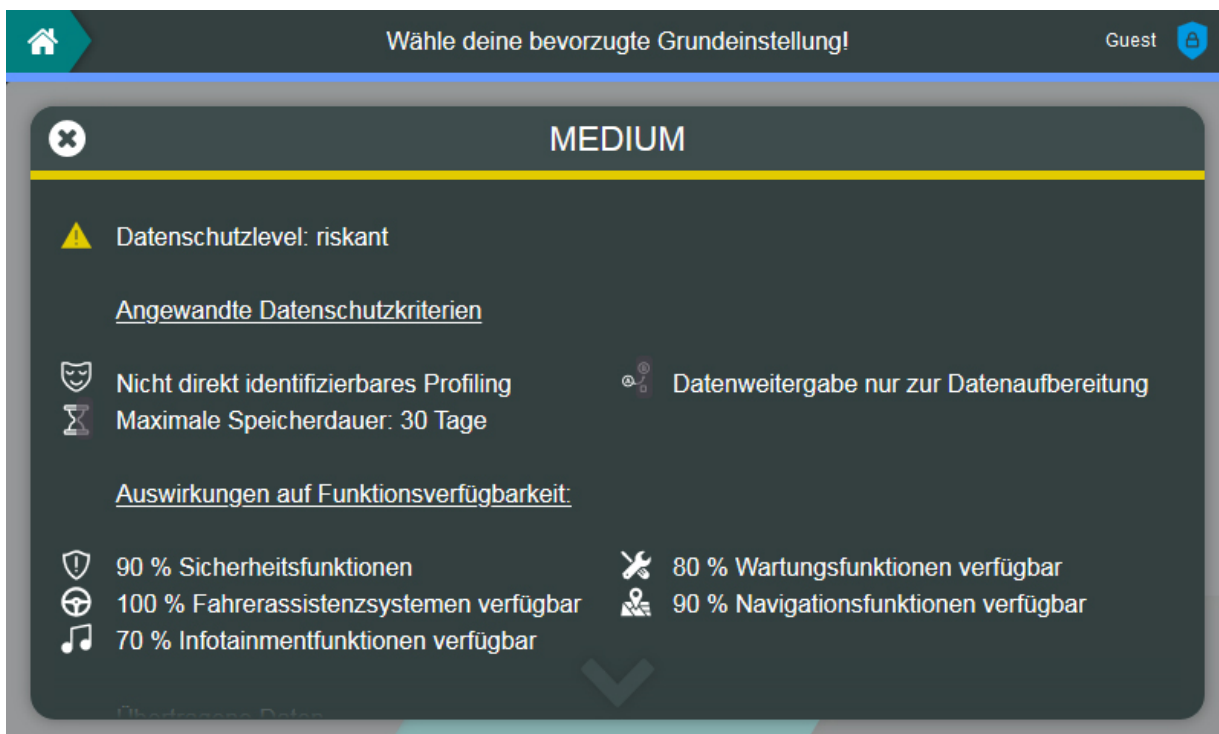 Wähle deine bevorzugte Grundeinstellung!
Guest
MEDIUM
Datenschutzlevel: riskant
Angewandte Datenschutzkriterien
Nicht direkt identifizierbares Profiling
Datenweitergabe nur zur Datenaufbereitung
Maximale Speicherdauer: 30 Tage
Auswirkungen auf Funktionsverfügbarkeit:
90 % Sicherheitsfunktionen
80 % Wartungsfunktionen verfügbar
100 % Fahrerassistenzsystemen verfügbar
90 % Navigationsfunktionen verfügbar
70 % Infotainmentfunktionen verfügbar
Übertragene Daten